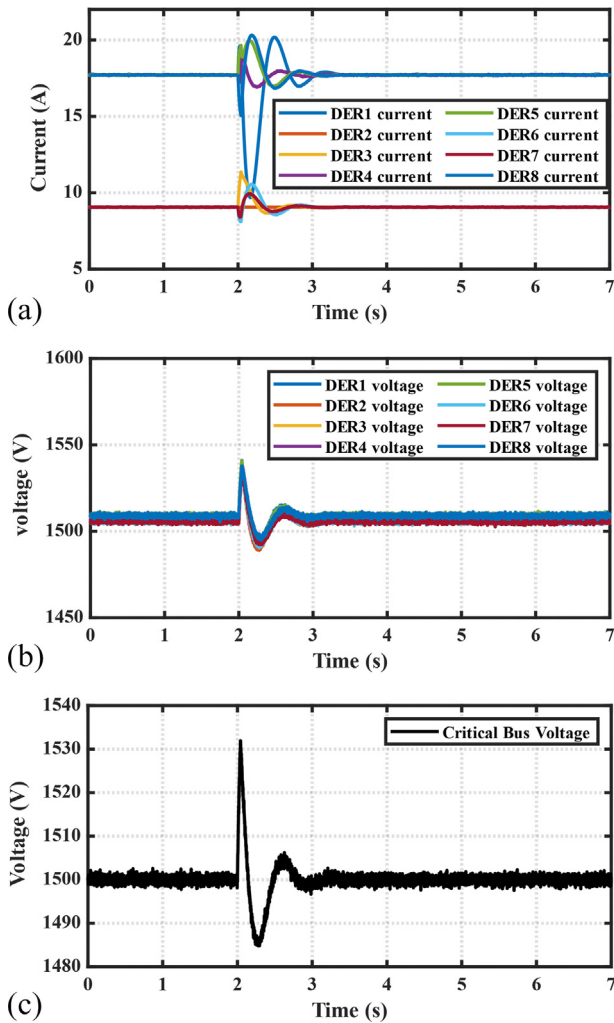 20
15
10
5
Current (A)
DER1 current DER5 current
DER2 current DER6 current
DER3 current DER7 current
DER4 current DER8 current
0 1 2 3 4 5 6 7
Time (s)
(a)
1600
1550
1500
1450
voltage (V)
DER1 voltage DER5 voltage
DER2 voltage DER6 voltage
DER3 voltage DER7 voltage
DER4 voltage DER8 voltage
0 1 2 3 4 5 6 7
Time (s)
(b)
1540
1530
1520
1510
1500
1490
1480
Voltage (V)
Critical Bus Voltage
0 1 2 3 4 5 6 7
Time (s)
(c)